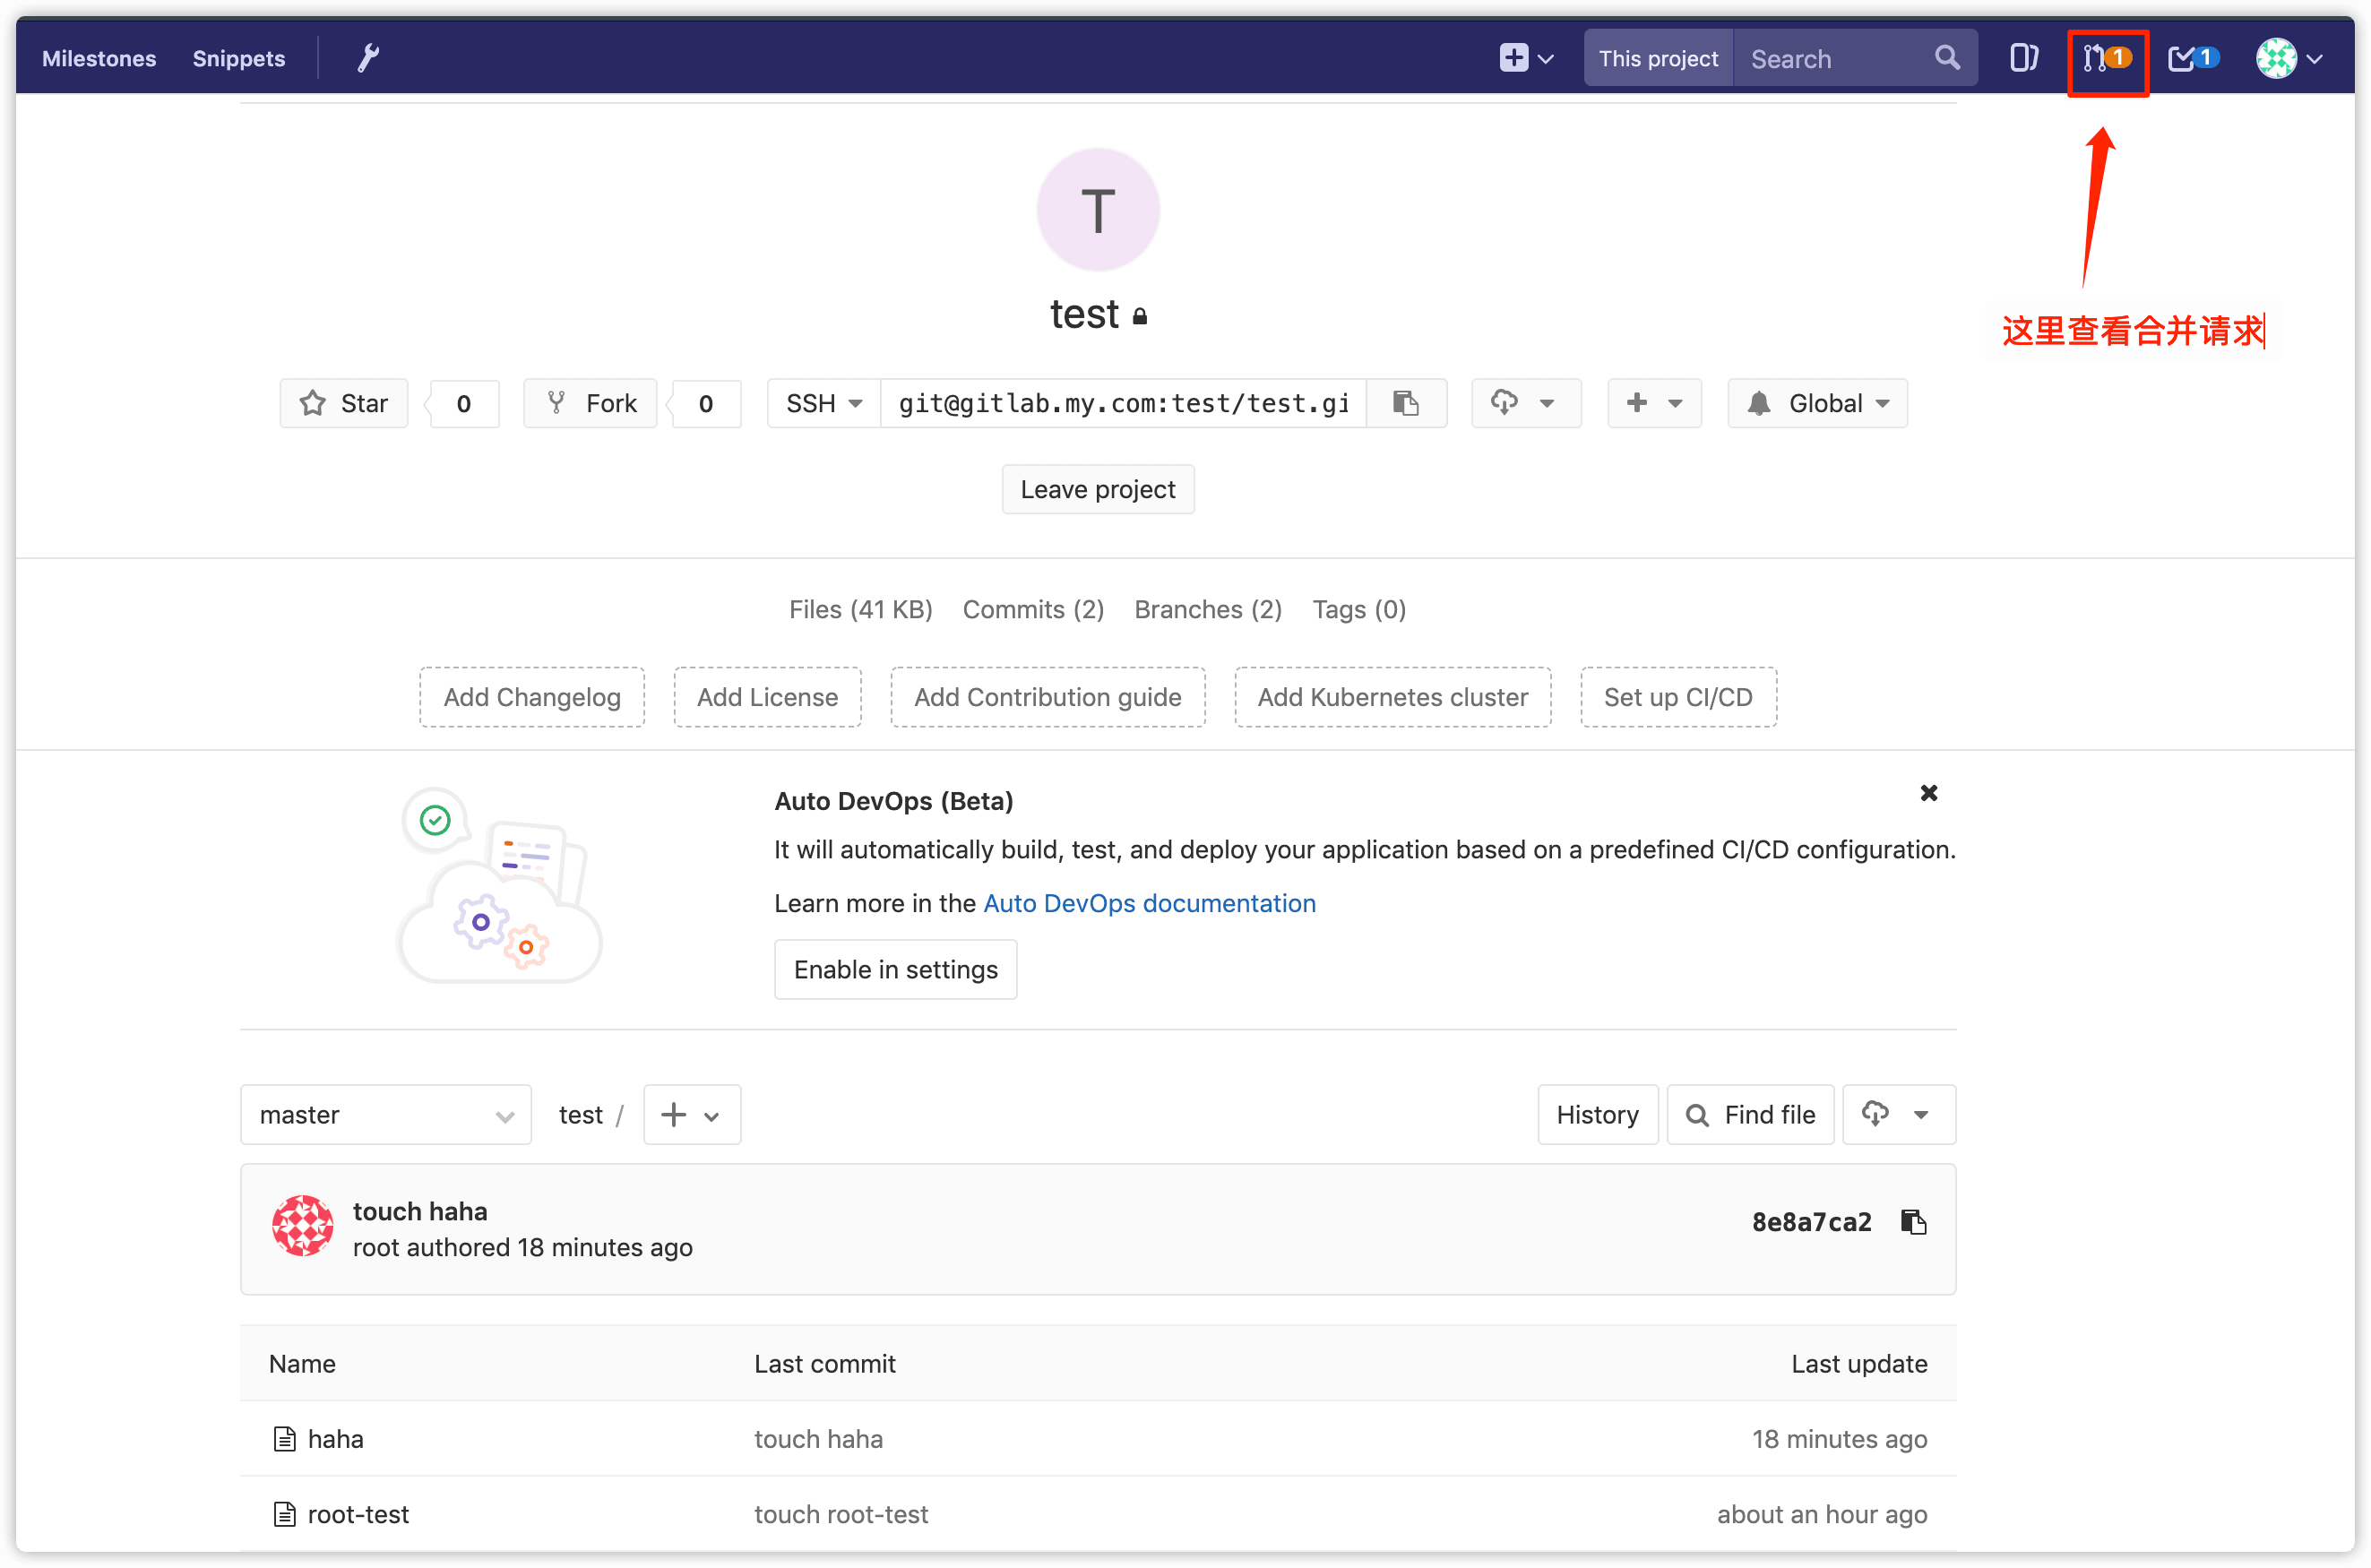 Milestones Snippets This project Search 1 1
T
test
这里查看合并请求
Star 0 Fork 0 SSH git@gitlab.my.com:test/test.gi Global
Leave project
Files (41 KB) Commits (2) Branches (2) Tags (0)
Add Changelog Add License Add Contribution guide Add Kubernetes cluster Set up CI/CD
Auto DevOps (Beta)
It will automatically build, test, and deploy your application based on a predefined CI/CD configuration.
Learn more in the Auto DevOps documentation
Enable in settings
master test / History Find file
touch haha
root authored 18 minutes ago
8e8a7ca2
Name Last commit Last update
haha touch haha 18 minutes ago
root-test touch root-test about an hour ago